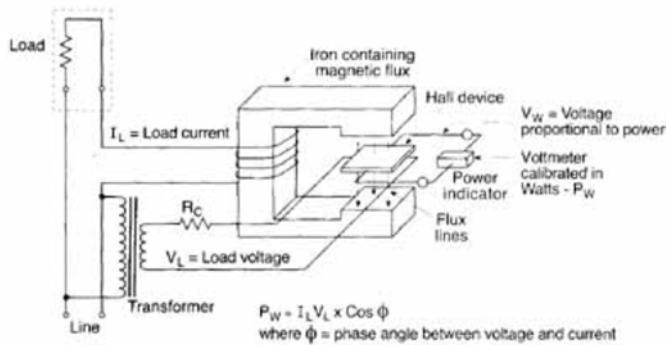 Load
Iron containing
magnetic flux
Hall device
I_L = Load current
V_W = Voltage
proportional to power
Voltmeter
calibrated in
Watts - P_W
Power
indicator
R_C
Flux
lines
V_L = Load voltage
Transformer
Line
P_W = I_L V_L x Cos ϕ
where ϕ = phase angle between voltage and current